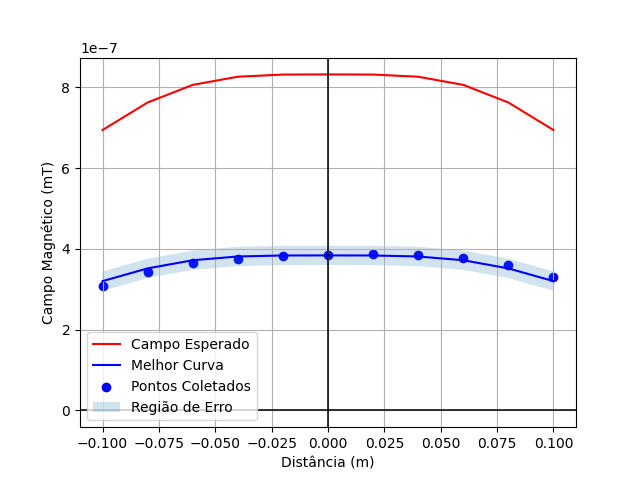 1e−7
8
6
4
2
0
Campo Magnético (mT)
Campo Esperado
Melhor Curva
Pontos Coletados
Região de Erro
−0.100 −0.075 −0.050 −0.025 0.000 0.025 0.050 0.075 0.100
Distância (m)